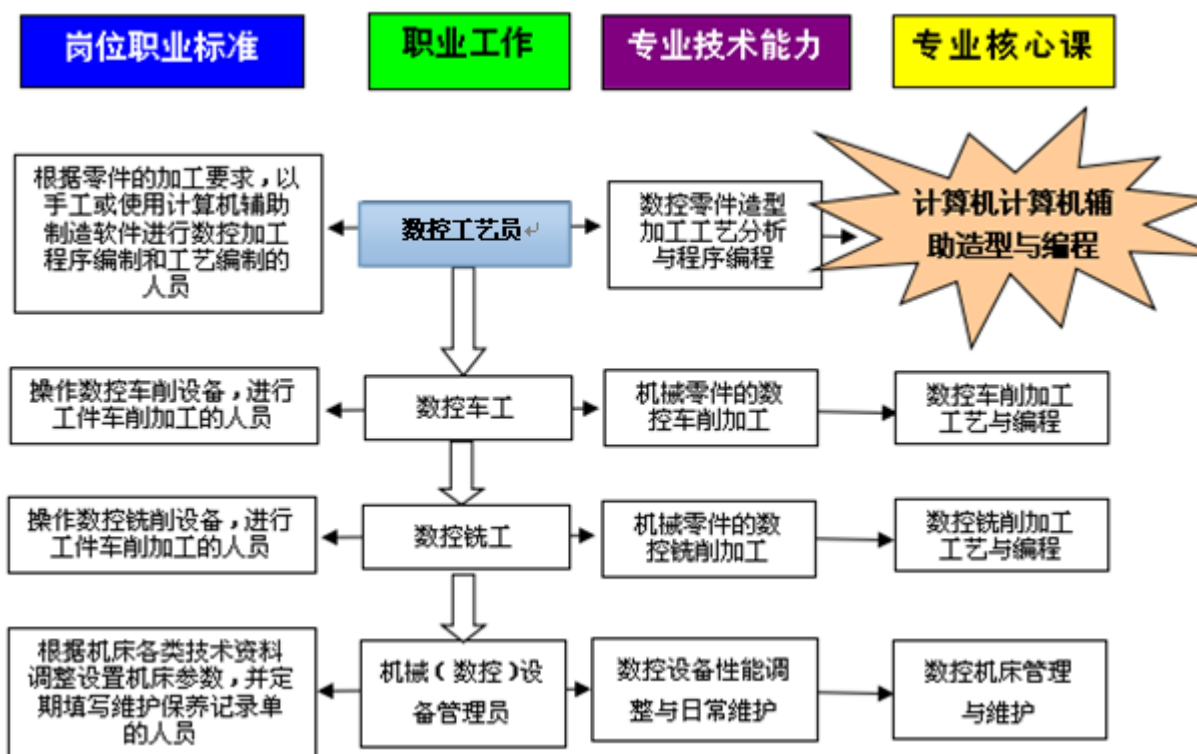 岗位职业标准
职业工作
专业技术能力
专业核心课
根据零件的加工要求，以
手工或使用计算机辅助
制造软件进行数控加工
程序编制和工艺编制的
人员
数控工艺员↵
数控零件造型
加工工艺分析
与程序编程
计算机计算机辅
助造型与编程
操作数控车削设备，进行
工件车削加工的人员
数控车工
机械零件的数
控车削加工
数控车削加工
工艺与编程
操作数控铣削设备，进行
工件车削加工的人员
数控铣工
机械零件的数
控铣削加工
数控铣削加工
工艺与编程
根据机床各类技术资料
调整设置机床参数，并定
期填写维护保养记录单
的人员
机械（数控）设
备管理员
数控设备性能调
整与日常维护
数控机床管理
与维护